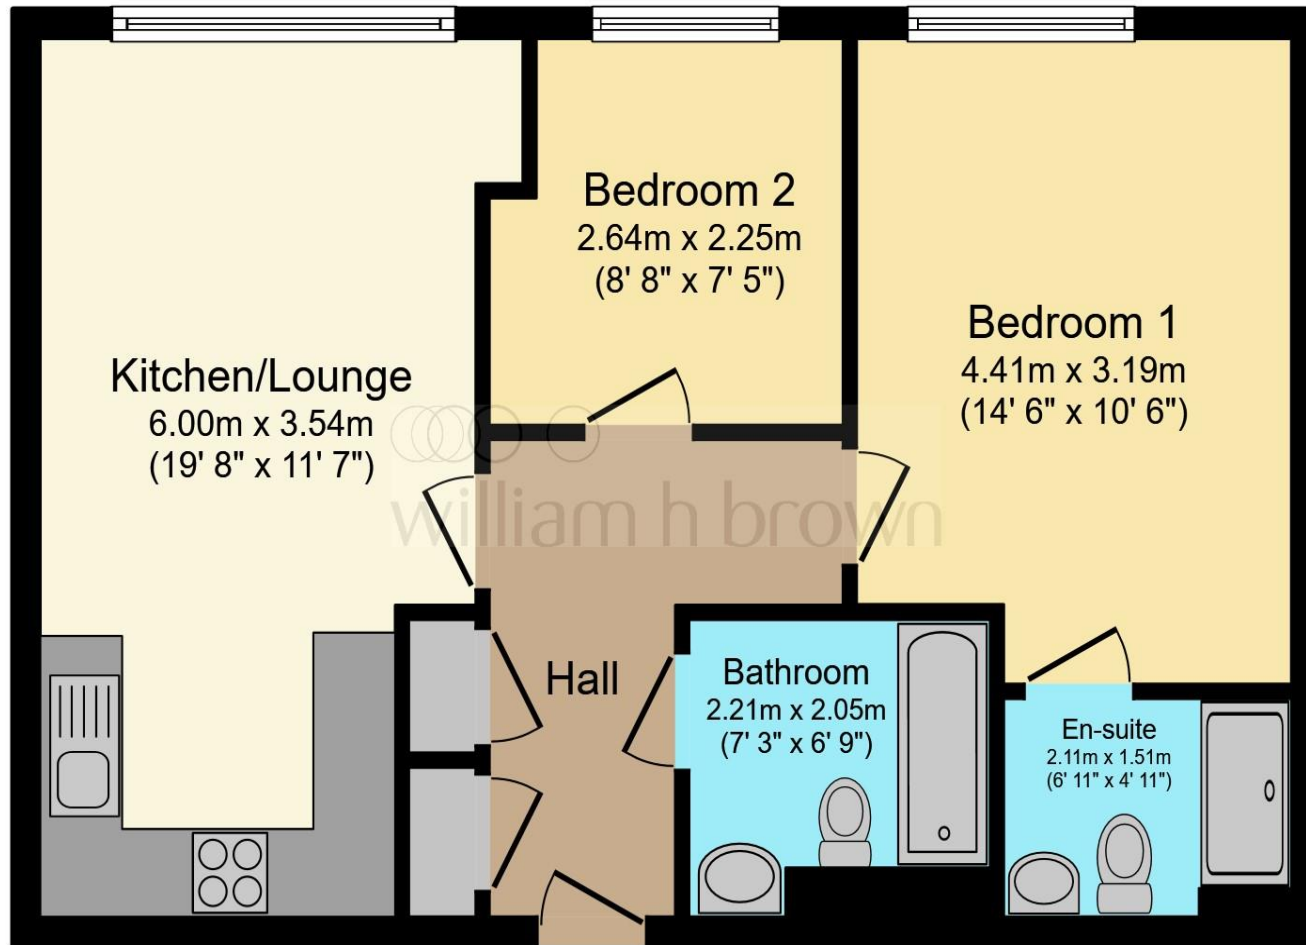 Kitchen/Lounge
6.00m x 3.54m
(19' 8" x 11' 7")
Bedroom 2
2.64m x 2.25m
(8' 8" x 7' 5")
Bedroom 1
4.41m x 3.19m
(14' 6" x 10' 6")
william h brown
Hall
Bathroom
2.21m x 2.05m
(7' 3" x 6' 9")
En-suite
2.11m x 1.51m
(6' 11" x 4' 11")